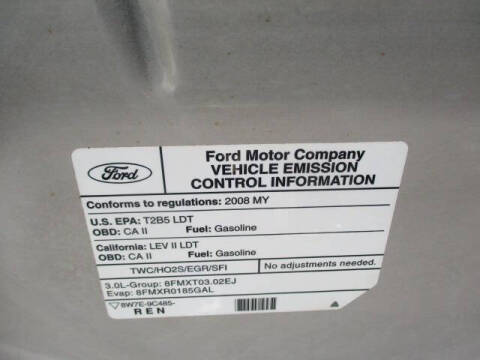 Ford
Ford Motor Company
VEHICLE EMISSION
CONTROL INFORMATION
Conforms to regulations: 2008 MY
U.S. EPA: T2B5 LDT
OBD: CA II Fuel: Gasoline
California: LEV II LDT
OBD: CA II Fuel: Gasoline
TWC/HO2S/EGR/SFI No adjustments needed.
3.0L-Group: 8FMXT03.02EJ
Evap: 8FMXR0185GAL
8W7E-9C485-
R E N